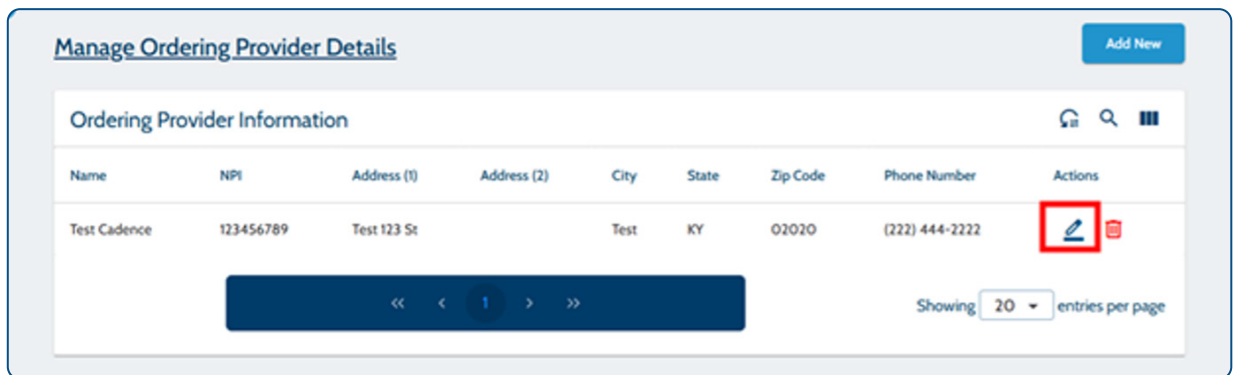 Manage Ordering Provider Details
Add New
Ordering Provider Information
Name NPI Address (1) Address (2) City State Zip Code Phone Number Actions
Test Cadence 123456789 Test 123 St Test KY 02020 (222) 444-2222
« < 1 > »
Showing 20 entries per page